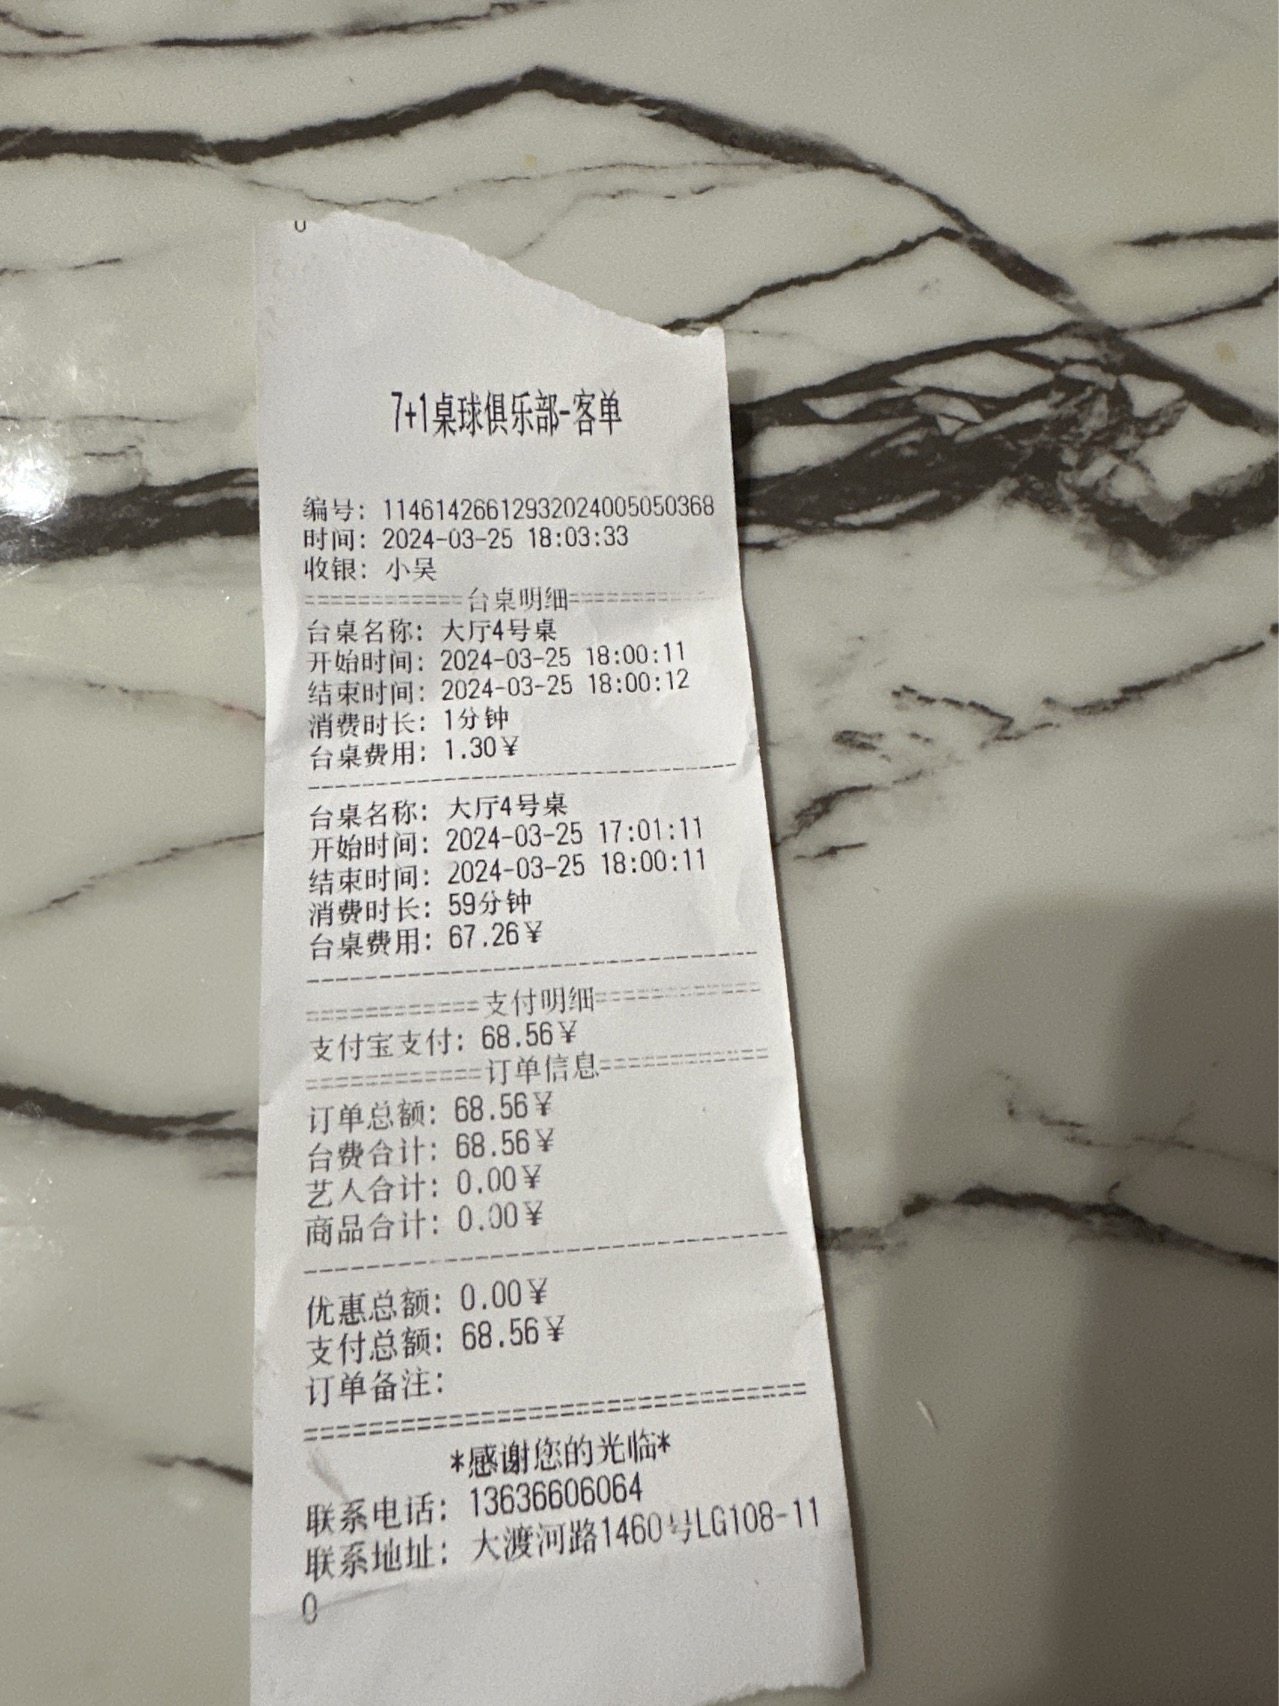 7+1桌球俱乐部-客单
编号: 11461426612932024005050368
时间: 2024-03-25 18:03:33
收银: 小吴
============台桌明细============
台桌名称: 大厅4号桌
开始时间: 2024-03-25 18:00:11
结束时间: 2024-03-25 18:00:12
消费时长: 1分钟
台桌费用: 1.30¥
--------------------------------
台桌名称: 大厅4号桌
开始时间: 2024-03-25 17:01:11
结束时间: 2024-03-25 18:00:11
消费时长: 59分钟
台桌费用: 67.26¥
--------------------------------
============支付明细============
支付宝支付: 68.56¥
============订单信息============
订单总额: 68.56¥
台费合计: 68.56¥
艺人合计: 0.00¥
商品合计: 0.00¥
--------------------------------
优惠总额: 0.00¥
支付总额: 68.56¥
订单备注:
================================
*感谢您的光临*
联系电话: 13636606064
联系地址: 大渡河路1460号LG108-11
0